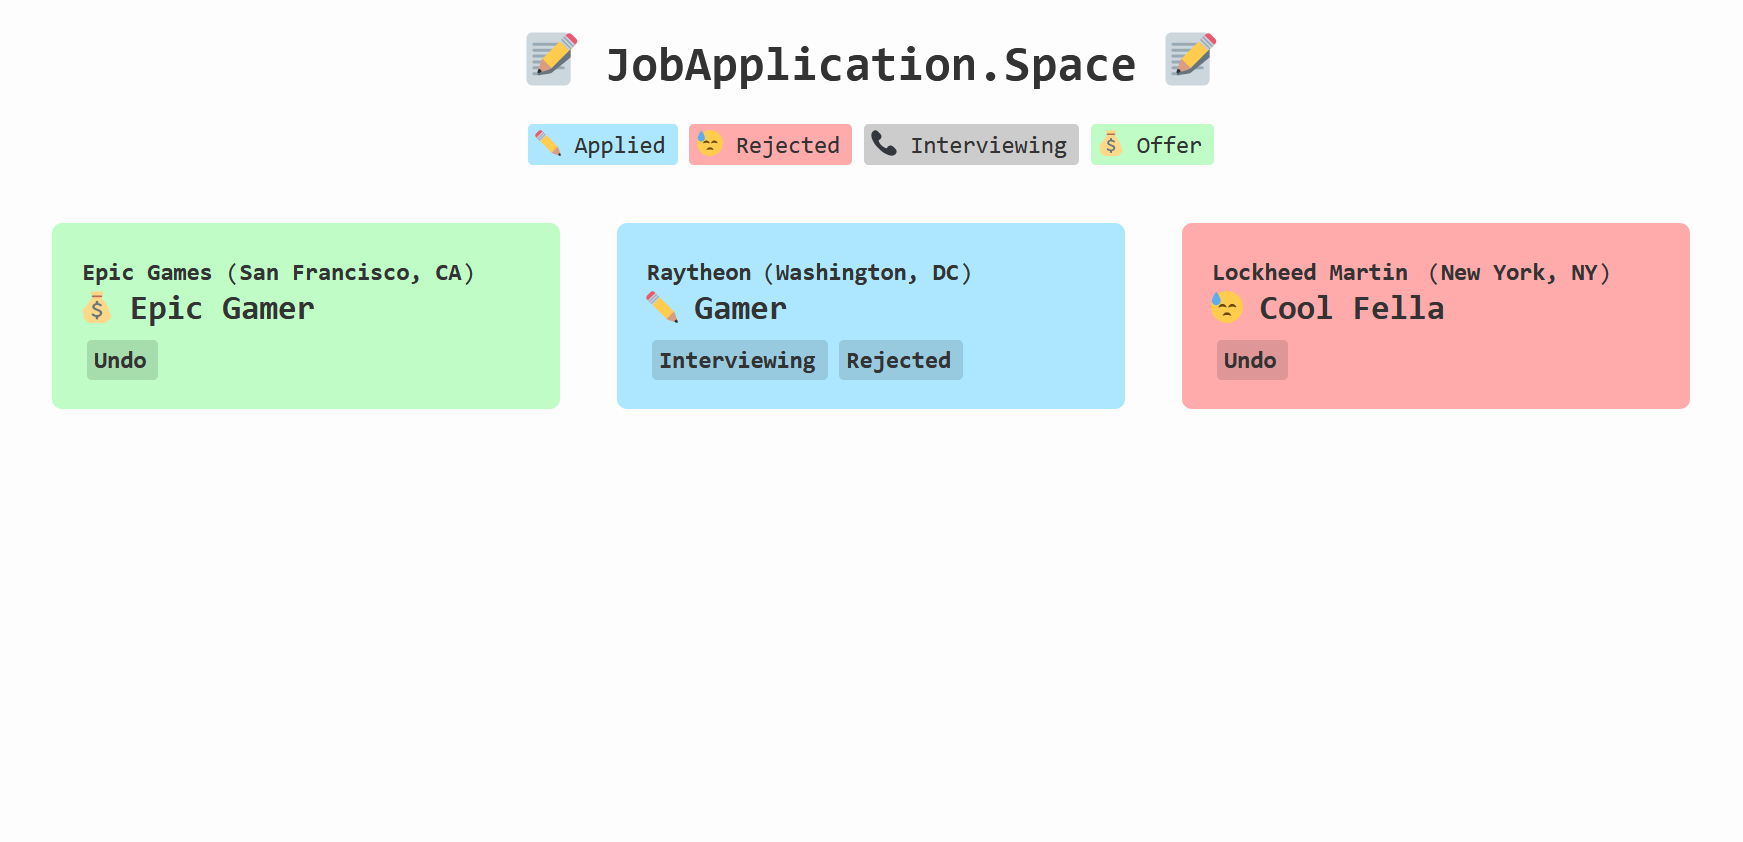 JobApplication.Space
Applied Rejected Interviewing Offer
Epic Games (San Francisco, CA)
Epic Gamer
Undo
Raytheon (Washington, DC)
Gamer
Interviewing Rejected
Lockheed Martin (New York, NY)
Cool Fella
Undo